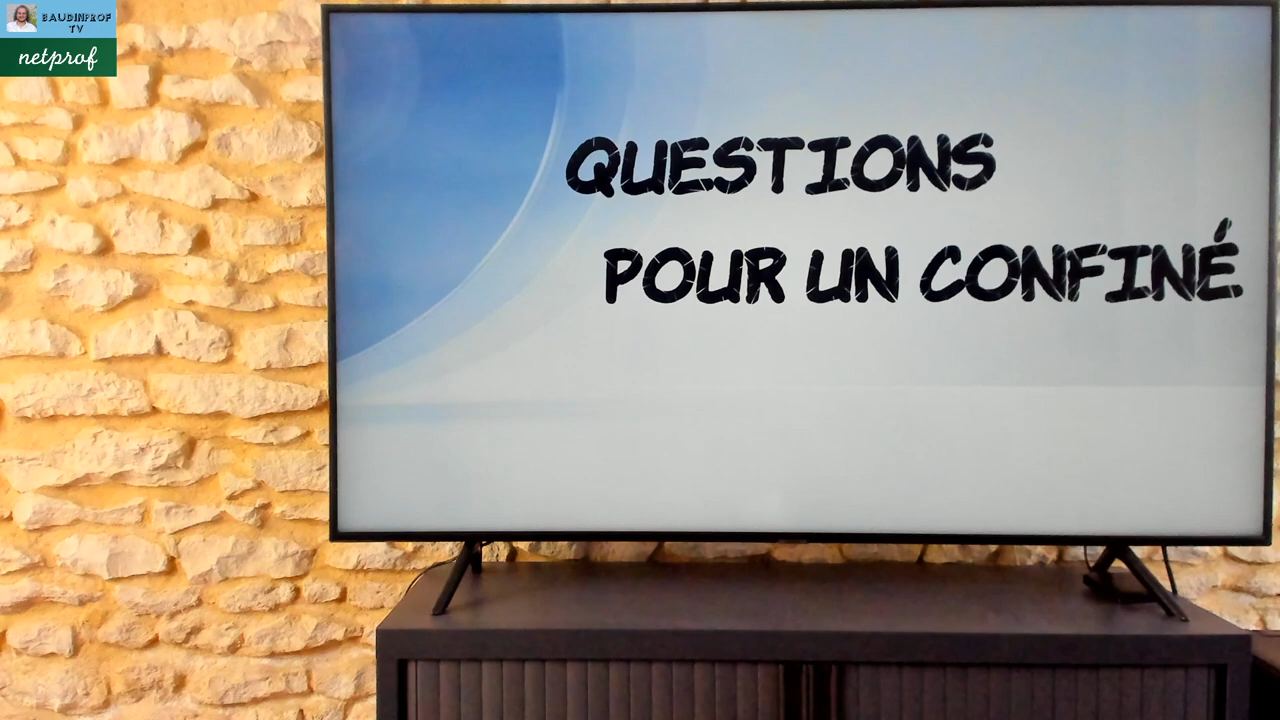 BAUDINPROF
TV
netprof
QUESTIONS
POUR UN CONFINÉ